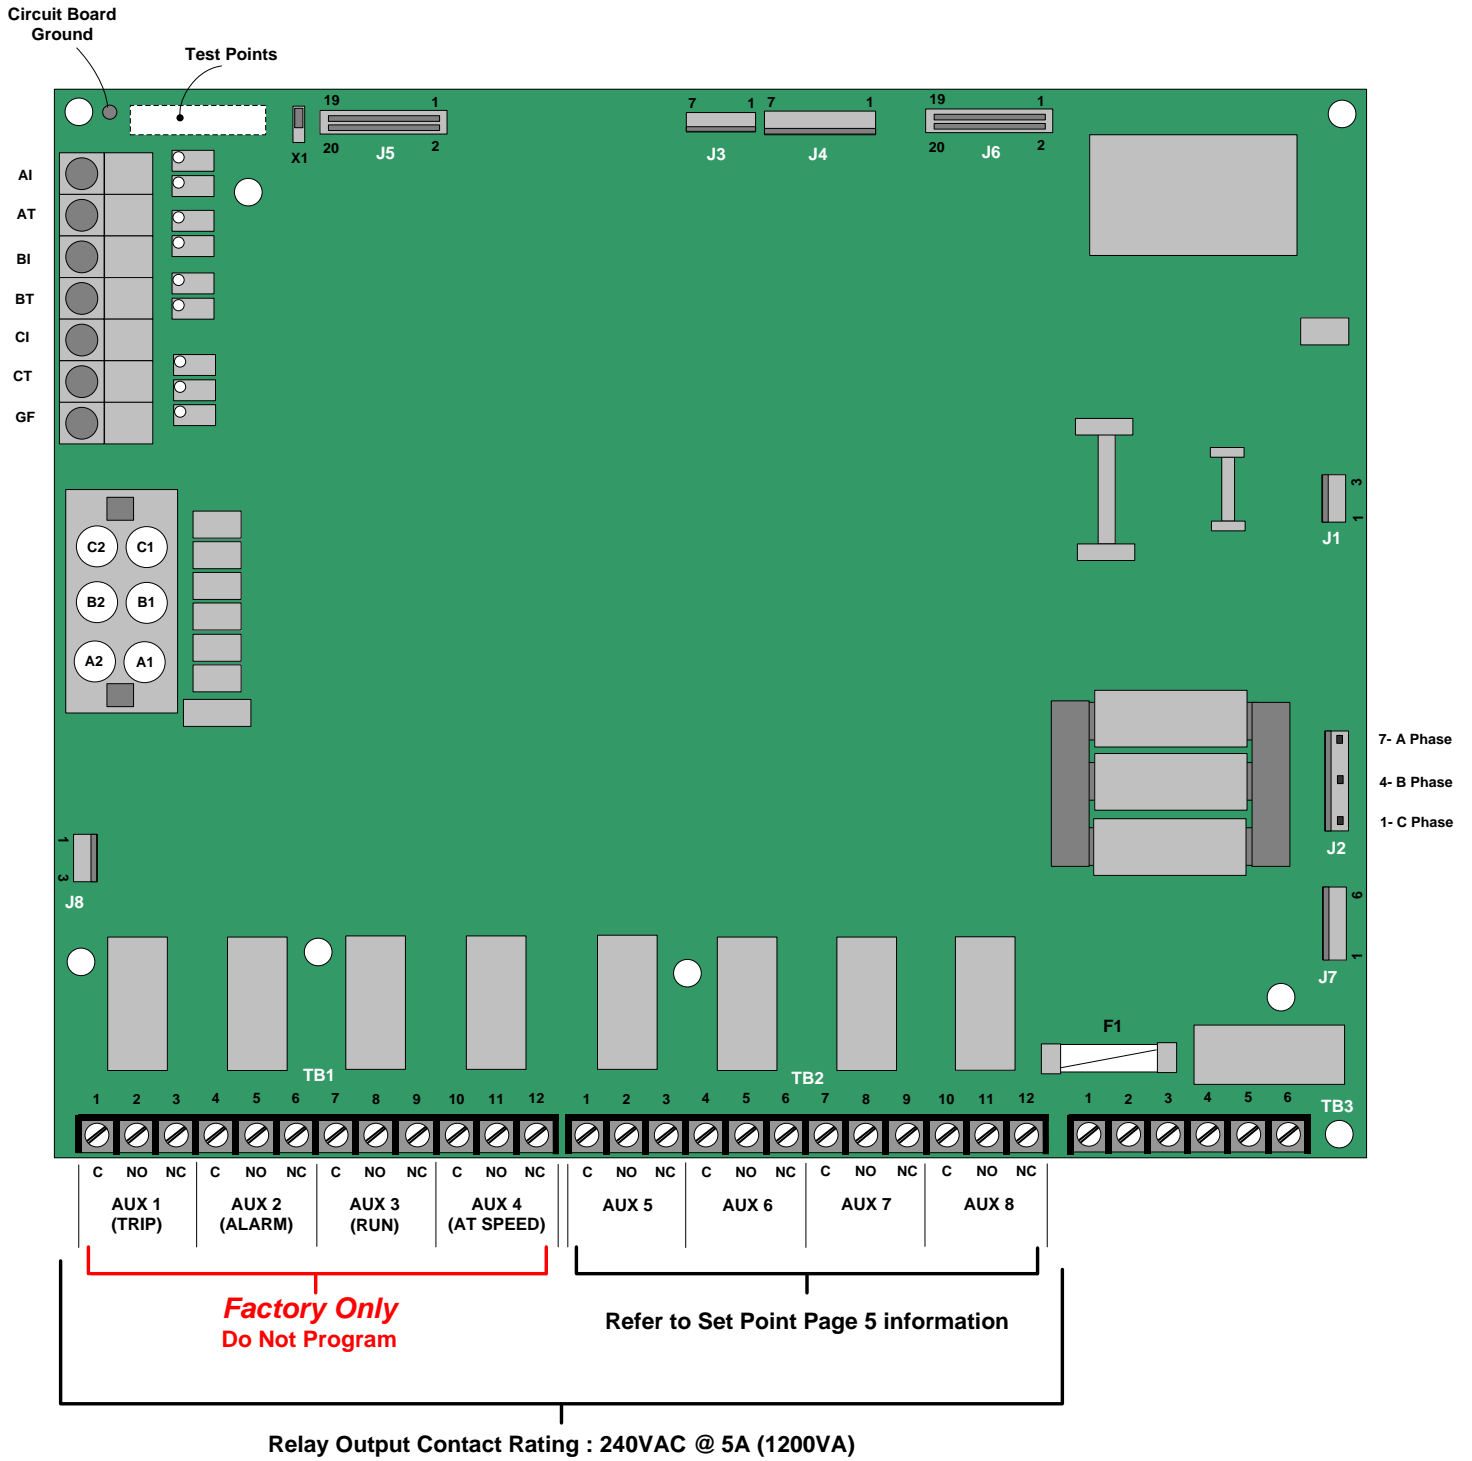 Circuit Board
Ground
Test Points
19 1
20 2
X1
J5
7 1
J3
7 1
J4
19 1
20 2
J6
AI
AT
BI
BT
CI
CT
GF
3
1
J1
C2 C1
B2 B1
A2 A1
7- A Phase
4- B Phase
1- C Phase
J2
1
3
J8
6
1
J7
F1
TB1
TB2
TB3
1 2 3 4 5 6 7 8 9 10 11 12
1 2 3 4 5 6 7 8 9 10 11 12
1 2 3 4 5 6
C NO NC C NO NC C NO NC C NO NC
C NO NC C NO NC C NO NC C NO NC
AUX 1
(TRIP)
AUX 2
(ALARM)
AUX 3
(RUN)
AUX 4
(AT SPEED)
AUX 5
AUX 6
AUX 7
AUX 8
Factory Only
Do Not Program
Refer to Set Point Page 5 information
Relay Output Contact Rating : 240VAC @ 5A (1200VA)